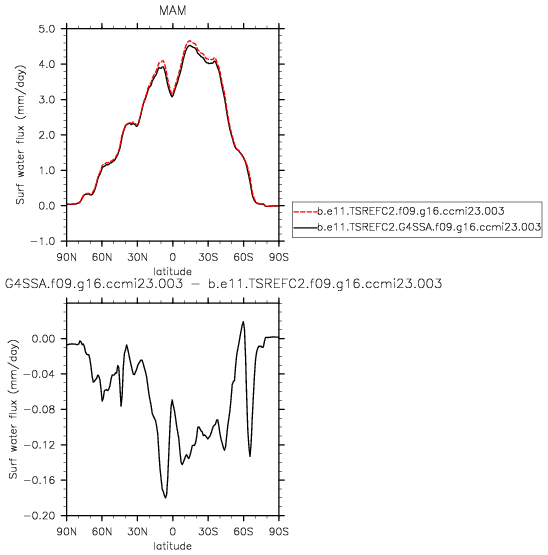 MAM
5.0
4.0
3.0
2.0
1.0
0.0
-1.0
Surf water flux (mm/day)
90N 60N 30N 0 30S 60S 90S
latitude
b.e11.TSREFC2.f09.g16.ccmi23.003
b.e11.TSREFC2.G4SSA.f09.g16.ccmi23.003
G4SSA.f09.g16.ccmi23.003 - b.e11.TSREFC2.f09.g16.ccmi23.003
0.00
-0.04
-0.08
-0.12
-0.16
-0.20
Surf water flux (mm/day)
90N 60N 30N 0 30S 60S 90S
latitude